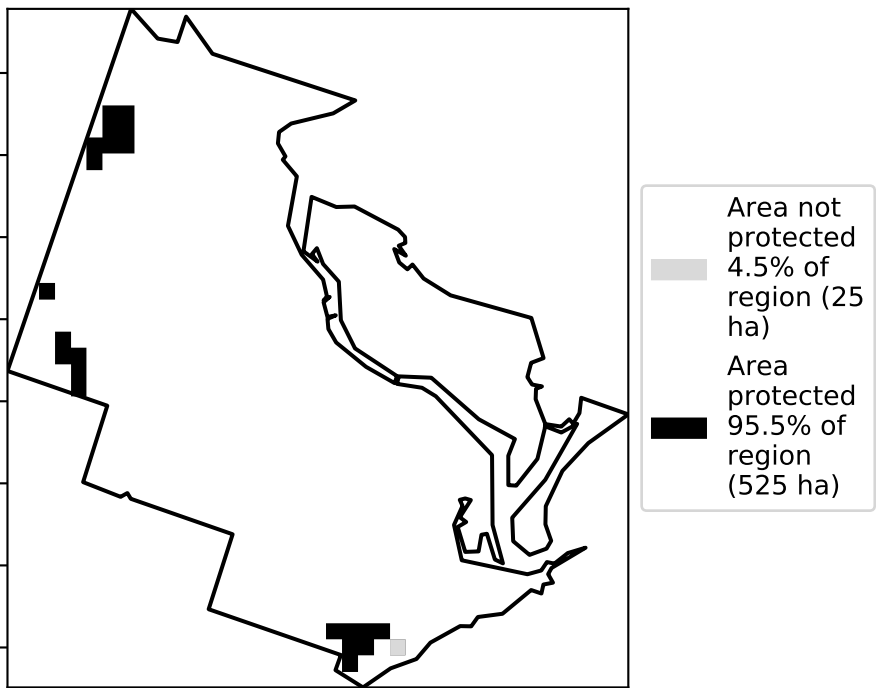 Area not
protected
4.5% of
region (25
ha)
Area
protected
95.5% of
region
(525 ha)